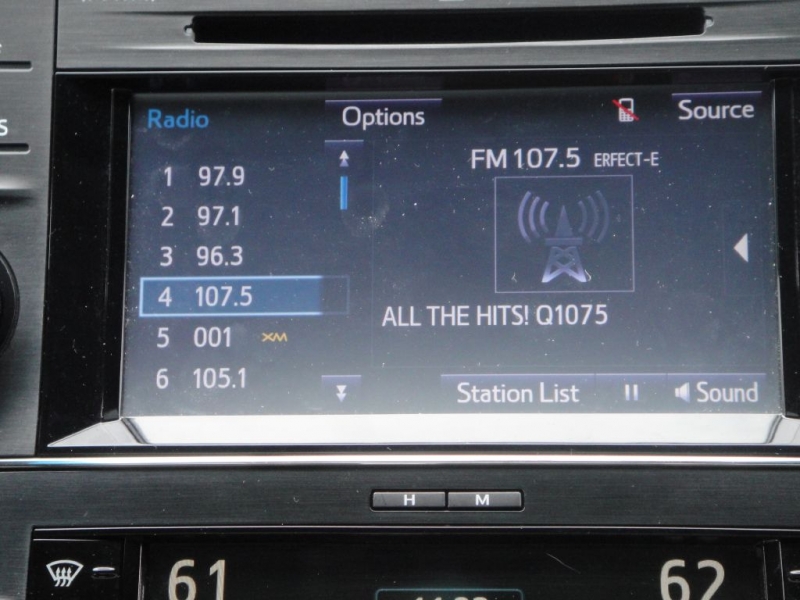 Radio Options Source
FM 107.5 ERFECT-E
1 97.9
2 97.1
3 96.3
4 107.5
5 001 XM
6 105.1
ALL THE HITS! Q1075
Station List Sound
H M
61 62